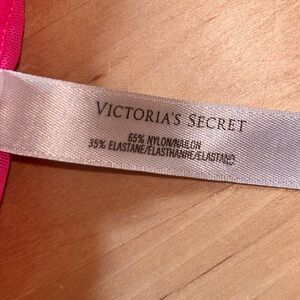 VICTORIA'S SECRET
65% NYLON/NAILON
35% ELASTANE/ELASTHANNE/ELASTANO